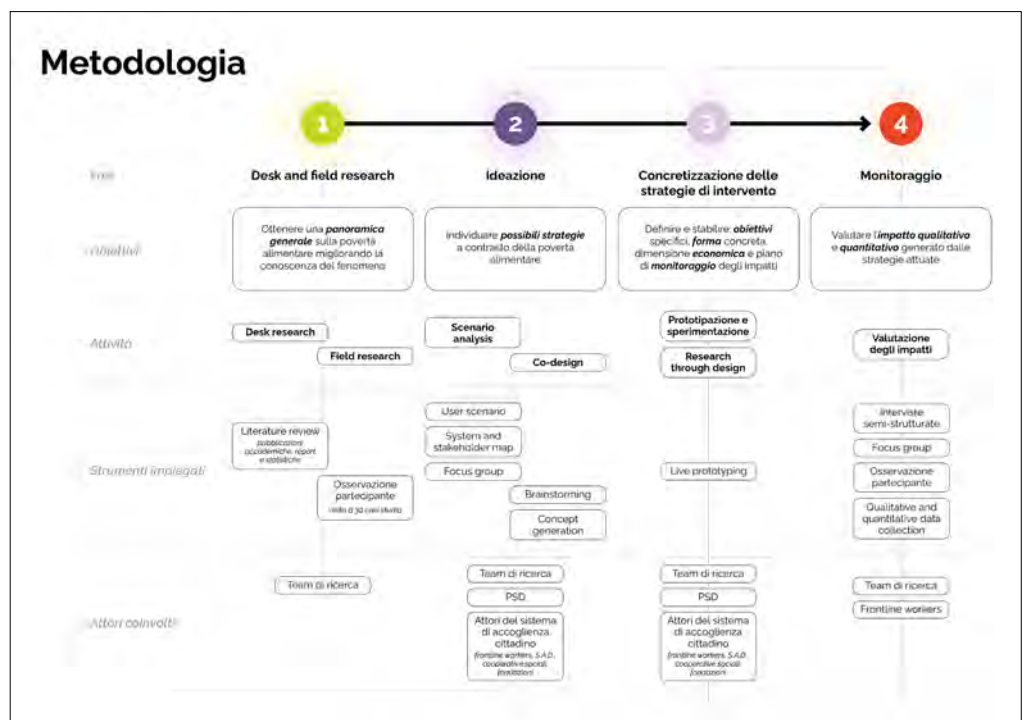 Metodologia
1
2
3
4
Fasi
Desk and field research
Ideazione
Concretizzazione delle
strategie di intervento
Monitoraggio
Obiettivi
Ottenere una panoramica
generale sulla povertà
alimentare migliorando la
conoscenza del fenomeno
Individuare possibili strategie
a contrasto della povertà
alimentare
Definire e stabilire: obiettivi
specifici, forma concreta,
dimensione economica e piano
di monitoraggio degli impatti
Valutare l'impatto qualitativo
e quantitativo generato dalle
strategie attuate
Attività
Desk research
Field research
Scenario
analysis
Co-design
Prototipazione e
sperimentazione
Research
through design
Valutazione
degli impatti
Strumenti impiegati
Literature review
pubblicazioni
accademiche, report
e statistiche
Osservazione
partecipante
visita a 30 casi studio
User scenario
System and
stakeholder map
Focus group
Brainstorming
Concept
generation
Live prototyping
Interviste
semi-strutturate
Focus group
Osservazione
partecipante
Qualitative and
quantitative data
collection
Attori coinvolti
Team di ricerca
Team di ricerca
PSD
Attori del sistema
di accoglienza
cittadino
frontline workers, S.A.D.,
cooperative sociali,
fondazioni
Team di ricerca
PSD
Attori del sistema
di accoglienza
cittadino
frontline workers, S.A.D.,
cooperative sociali,
fondazioni
Team di ricerca
Frontline workers